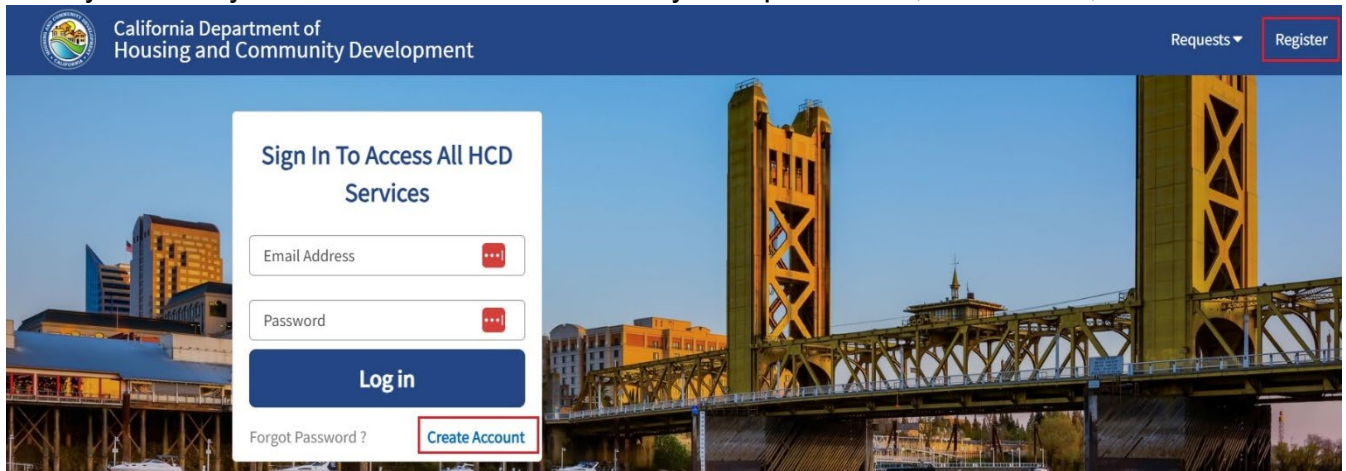 California Department of
Housing and Community Development
Requests
Register
Sign In To Access All HCD
Services
Email Address
Password
Log in
Forgot Password ?
Create Account